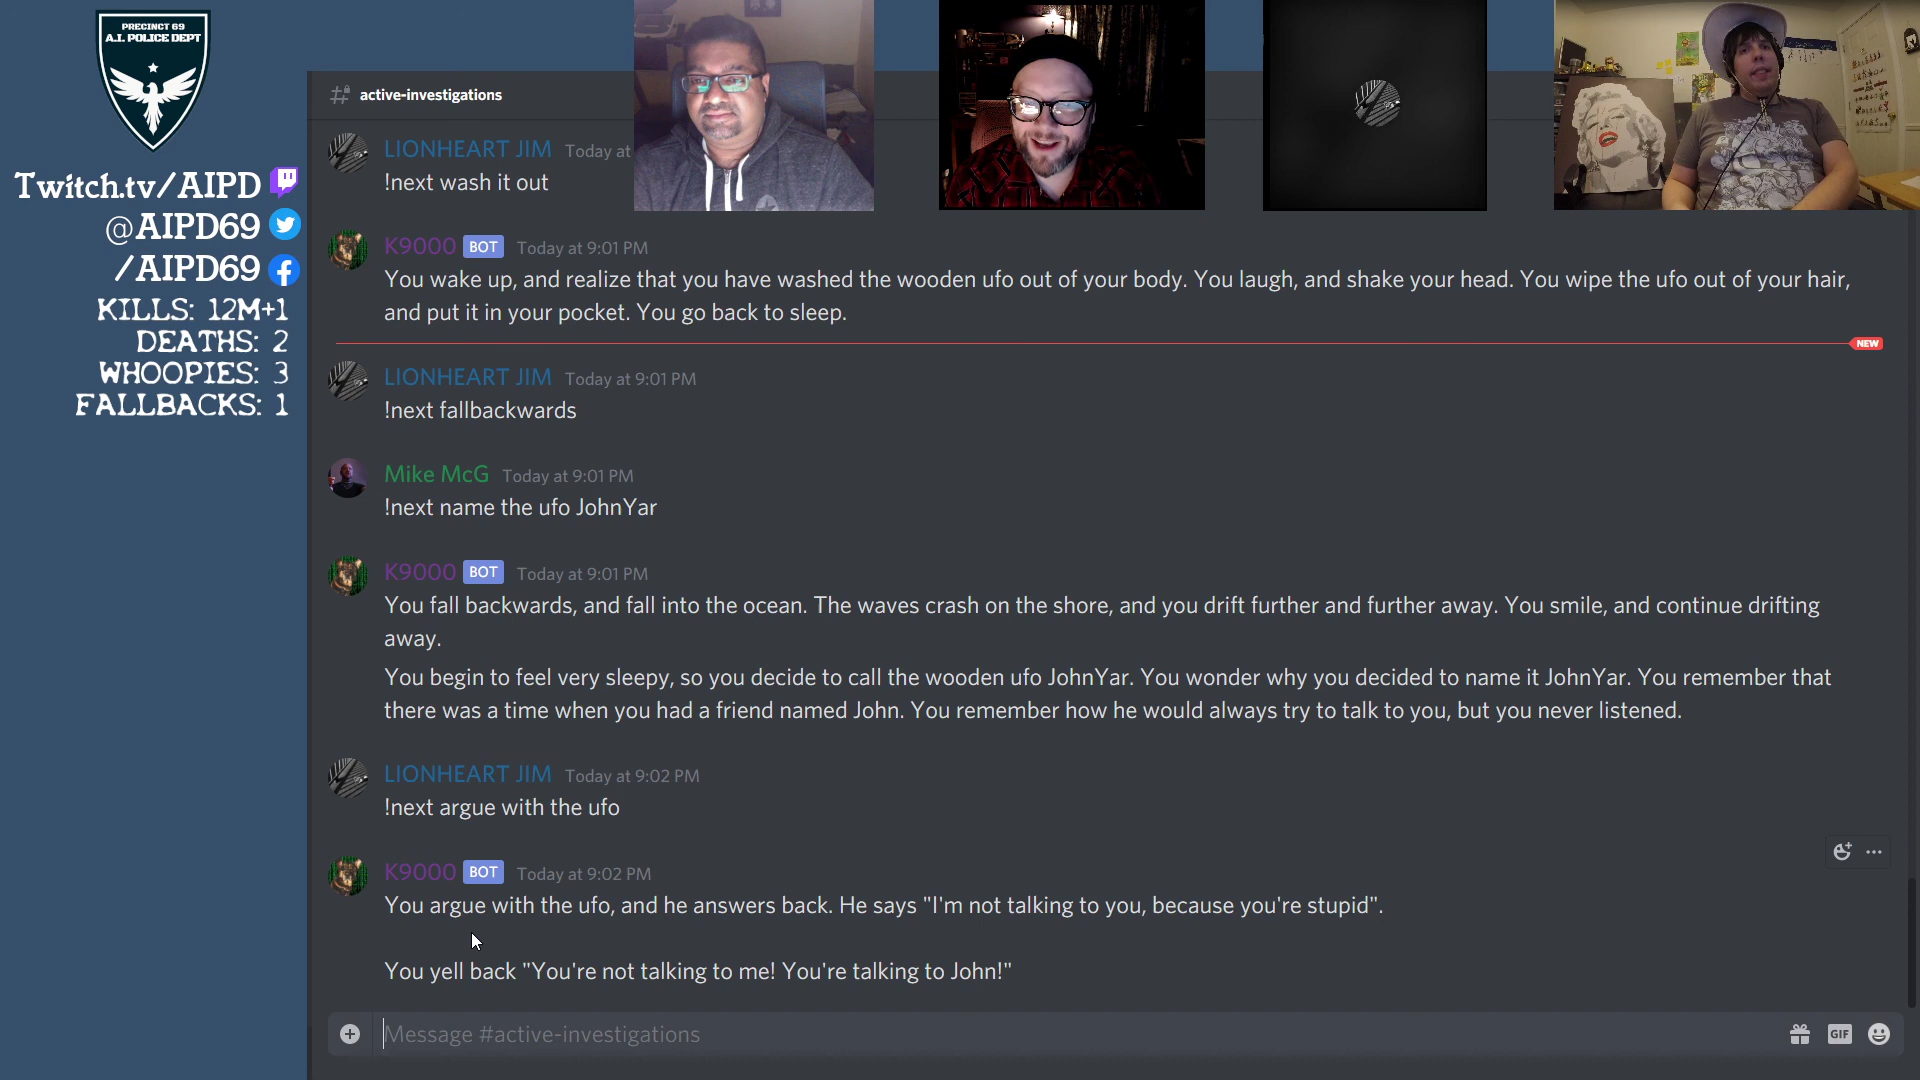 PRECINCT 69
A.I. POLICE DEPT
Twitch.tv/AIPD
@AIPD69
/AIPD69
KILLS: 12M+1
DEATHS: 2
WHOOPIES: 3
FALLBACKS: 1
active-investigations
LIONHEART JIM Today at
!next wash it out
K9000 BOT Today at 9:01 PM
You wake up, and realize that you have washed the wooden ufo out of your body. You laugh, and shake your head. You wipe the ufo out of your hair,
and put it in your pocket. You go back to sleep.
NEW
LIONHEART JIM Today at 9:01 PM
!next fallbackwards
Mike McG Today at 9:01 PM
!next name the ufo JohnYar
K9000 BOT Today at 9:01 PM
You fall backwards, and fall into the ocean. The waves crash on the shore, and you drift further and further away. You smile, and continue drifting
away.
You begin to feel very sleepy, so you decide to call the wooden ufo JohnYar. You wonder why you decided to name it JohnYar. You remember that
there was a time when you had a friend named John. You remember how he would always try to talk to you, but you never listened.
LIONHEART JIM Today at 9:02 PM
!next argue with the ufo
K9000 BOT Today at 9:02 PM
You argue with the ufo, and he answers back. He says "I'm not talking to you, because you're stupid".
You yell back "You're not talking to me! You're talking to John!"
Message #active-investigations
GIF